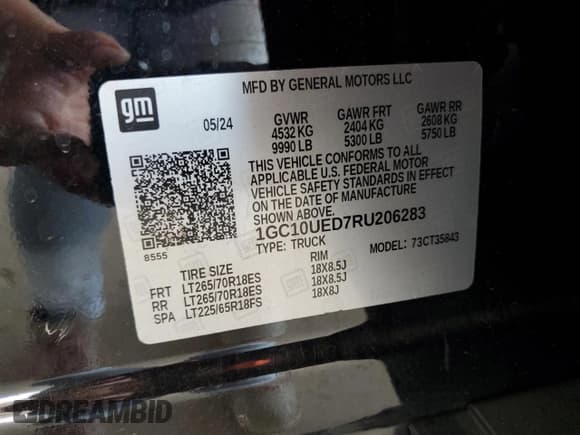 MFD BY GENERAL MOTORS LLC
gm
05/24
GVWR GAWR FRT GAWR RR
4532 KG 2404 KG 2608 KG
9990 LB 5300 LB 5750 LB
THIS VEHICLE CONFORMS TO ALL
APPLICABLE U.S. FEDERAL MOTOR
VEHICLE SAFETY STANDARDS IN EFFECT
ON THE DATE OF MANUFACTURE
SHOWN ABOVE.
1GC10UED7RU206283
8555 TYPE: TRUCK MODEL: 73CT35843
TIRE SIZE RIM
FRT LT265/70R18ES 18X8.5J
RR LT265/70R18ES 18X8.5J
SPA LT225/65R18FS 18X8J
DREAMBID